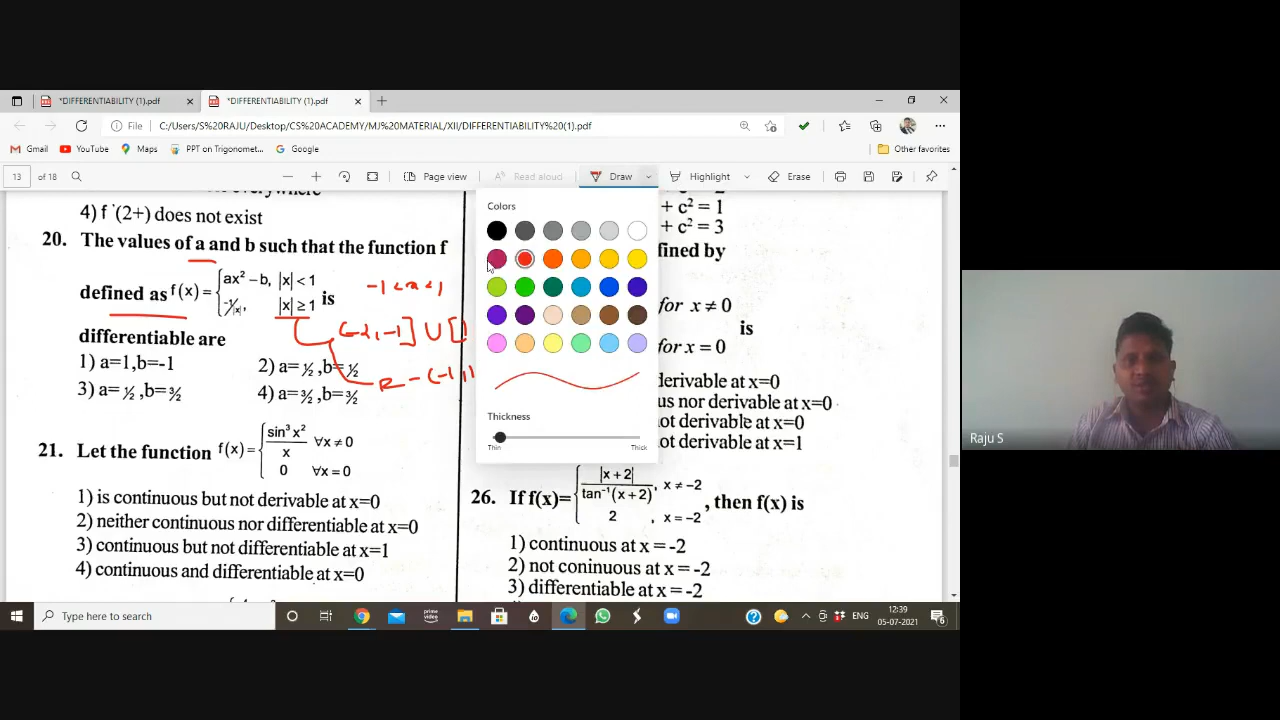 *DIFFERENTIABILITY (1).pdf
*DIFFERENTIABILITY (1).pdf
File
C:/Users/S%20RAJU/Desktop/CS%20ACADEMY/MJ%20MATERIAL/XII/DIFFERENTIABILITY%20(1).pdf
Gmail YouTube Maps PPT on Trigonomet... Google Other favorites
13 of 18 Page view Read aloud Draw Highlight Erase
everywhere
4) f '(2+) does not exist
20. The values of a and b such that the function f
defined as f(x) = { ax² – b, |x| < 1
-1/|x|, |x| ≥ 1 is
-1 < x < 1
differentiable are
1) a=1,b=-1
2) a=½ ,b=½
3) a=½ ,b=3/2
4) a=3/2 ,b=3/2
21. Let the function f(x) = { sin³ x² / x ∀x ≠ 0
0 ∀x = 0
1) is continuous but not derivable at x=0
2) neither continuous nor differentiable at x=0
3) continuous but not differentiable at x=1
4) continuous and differentiable at x=0
Colors
Thickness
Thin Thick
+ c² = 1
+ c² = 3
fined by
for x ≠ 0
is
for x = 0
derivable at x=0
us nor derivable at x=0
ot derivable at x=0
ot derivable at x=1
26. If f(x)= { |x + 2| / tan⁻¹ (x + 2) , x ≠ –2
2 , x = –2 , then f(x) is
1) continuous at x = -2
2) not coninuous at x = -2
3) differentiable at x = -2
Raju S
Type here to search
prime video
ENG
12:39
05-07-2021
6